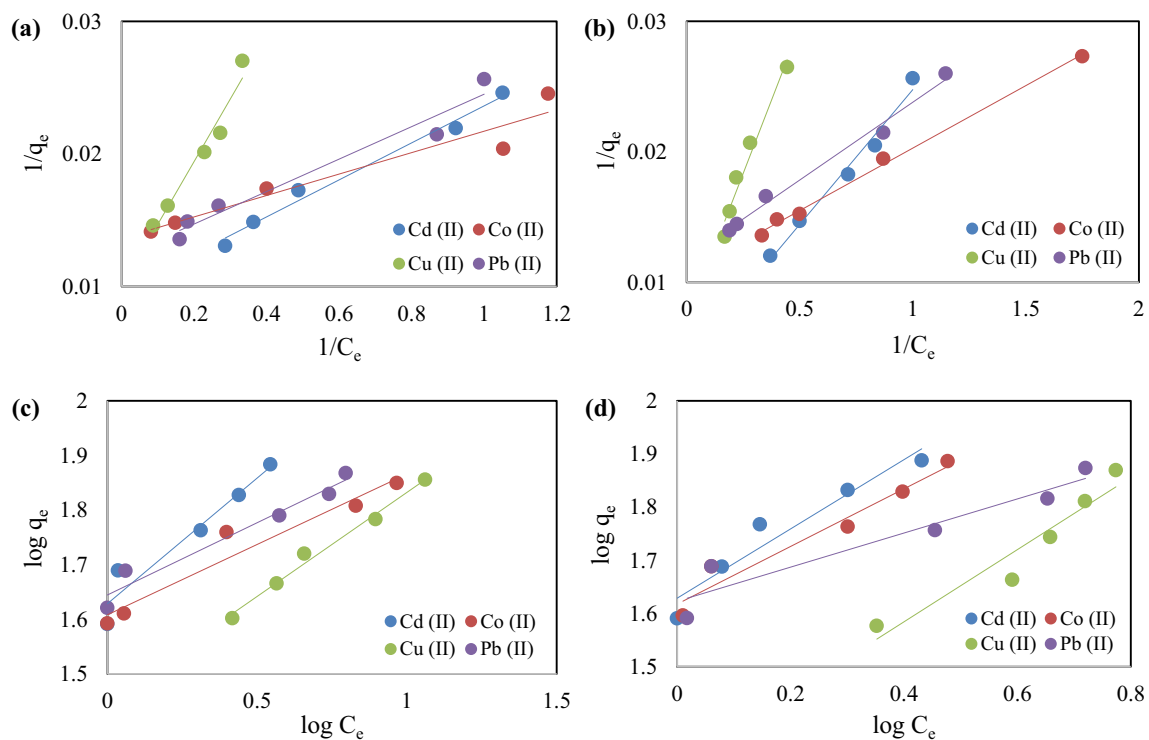 (a)
0.03
0.02
0.01
1/qe
0 0.2 0.4 0.6 0.8 1 1.2
1/Ce
Cd (II) Co (II)
Cu (II) Pb (II)
(b)
0.03
0.02
0.01
1/qe
0 0.5 1 1.5 2
1/Ce
Cd (II) Co (II)
Cu (II) Pb (II)
(c)
2
1.9
1.8
1.7
1.6
1.5
log qe
0 0.5 1 1.5
log Ce
Cd (II) Co (II)
Cu (II) Pb (II)
(d)
2
1.9
1.8
1.7
1.6
1.5
log qe
0 0.2 0.4 0.6 0.8
log Ce
Cd (II) Co (II)
Cu (II) Pb (II)